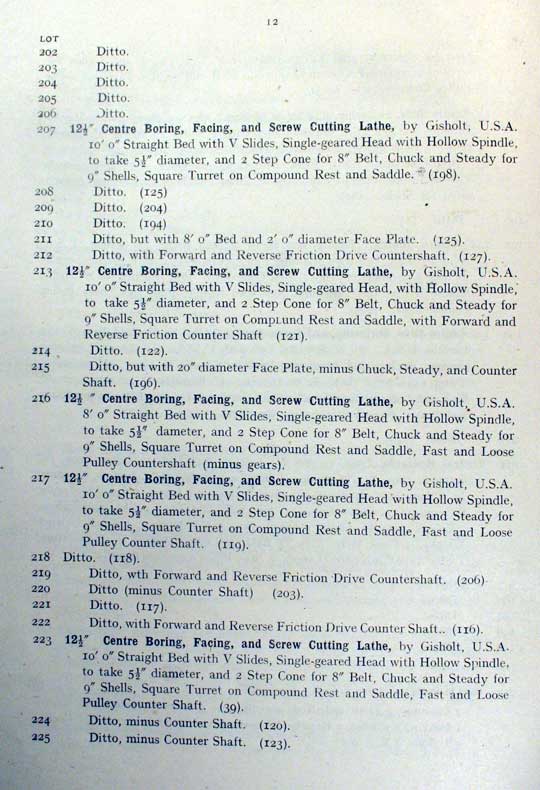 12
LOT
202 Ditto.
203 Ditto.
204 Ditto.
205 Ditto.
206 Ditto.
207 12½″ Centre Boring, Facing, and Screw Cutting Lathe, by Gisholt, U.S.A.
10′ 0″ Straight Bed with V Slides, Single-geared Head with Hollow Spindle,
to take 5½″ diameter, and 2 Step Cone for 8″ Belt, Chuck and Steady for
9″ Shells, Square Turret on Compound Rest and Saddle. (198).
208 Ditto. (125)
209 Ditto. (204)
210 Ditto. (194)
211 Ditto, but with 8′ 0″ Bed and 2′ 0″ diameter Face Plate. (125).
212 Ditto, with Forward and Reverse Friction Drive Countershaft. (127).
213 12½″ Centre Boring, Facing, and Screw Cutting Lathe, by Gisholt, U.S.A.
10′ 0″ Straight Bed with V Slides, Single-geared Head, with Hollow Spindle,
to take 5½″ diameter, and 2 Step Cone for 8″ Belt, Chuck and Steady for
9″ Shells, Square Turret on Compound Rest and Saddle, with Forward and
Reverse Friction Counter Shaft (121).
214 Ditto. (122).
215 Ditto, but with 20″ diameter Face Plate, minus Chuck, Steady, and Counter
Shaft. (196).
216 12½ ″ Centre Boring, Facing, and Screw Cutting Lathe, by Gisholt, U.S.A.
8′ 0″ Straight Bed with V Slides, Single-geared Head with Hollow Spindle,
to take 5½″ dameter, and 2 Step Cone for 8″ Belt, Chuck and Steady for
9″ Shells, Square Turret on Compound Rest and Saddle, Fast and Loose
Pulley Countershaft (minus gears).
217 12½″ Centre Boring, Facing, and Screw Cutting Lathe, by Gisholt, U.S.A.
10′ 0″ Straight Bed with V Slides, Single-geared Head with Hollow Spindle,
to take 5½″ diameter, and 2 Step Cone for 8″ Belt, Chuck and Steady for
9″ Shells, Square Turret on Compound Rest and Saddle, Fast and Loose
Pulley Counter Shaft. (119).
218 Ditto. (118).
219 Ditto, wth Forward and Reverse Friction Drive Countershaft. (206)
220 Ditto (minus Counter Shaft) (203).
221 Ditto. (117).
222 Ditto, with Forward and Reverse Friction Drive Counter Shaft.. (116).
223 12½″ Centre Boring, Facing, and Screw Cutting Lathe, by Gisholt, U.S.A.
10′ 0″ Straight Bed with V Slides, Single-geared Head with Hollow Spindle,
to take 5½″ diameter, and 2 Step Cone for 8″ Belt, Chuck and Steady for
9″ Shells, Square Turret on Compound Rest and Saddle, Fast and Loose
Pulley Counter Shaft. (39).
224 Ditto, minus Counter Shaft. (120).
225 Ditto, minus Counter Shaft. (123).